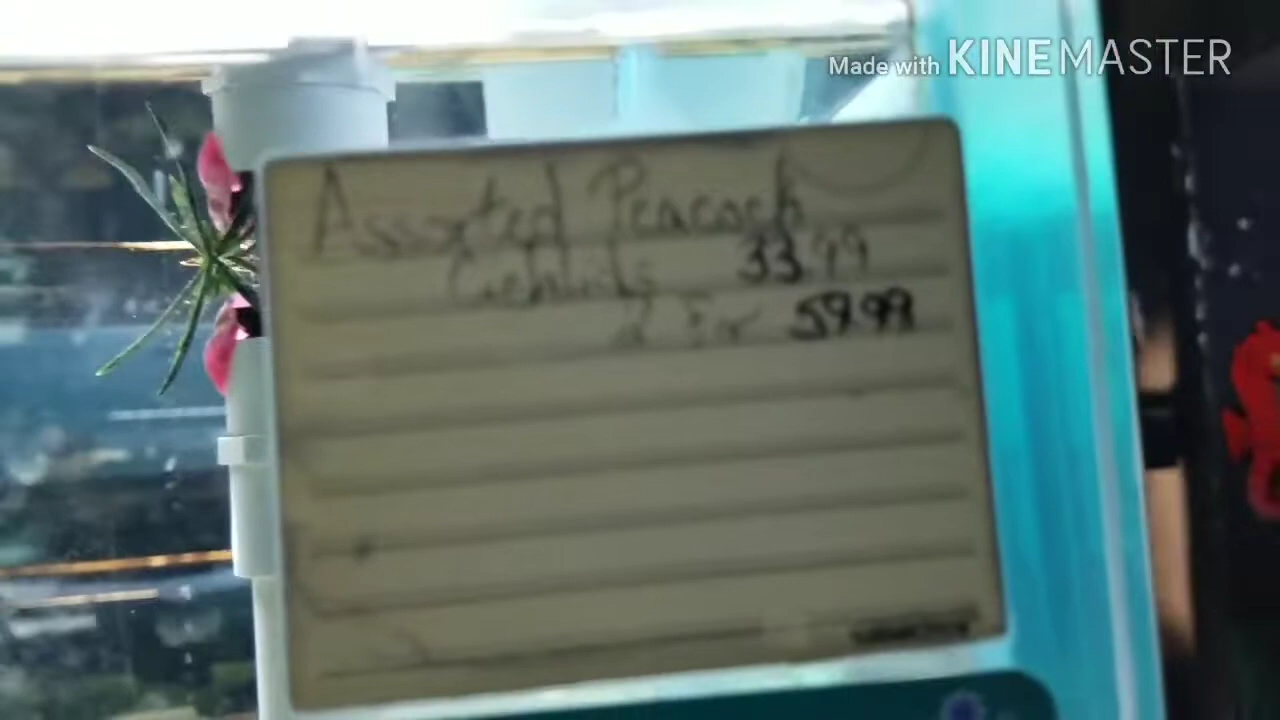 Made with KINEMASTER
Assorted Peacock
Cichlids 33.99
2 For 59.99